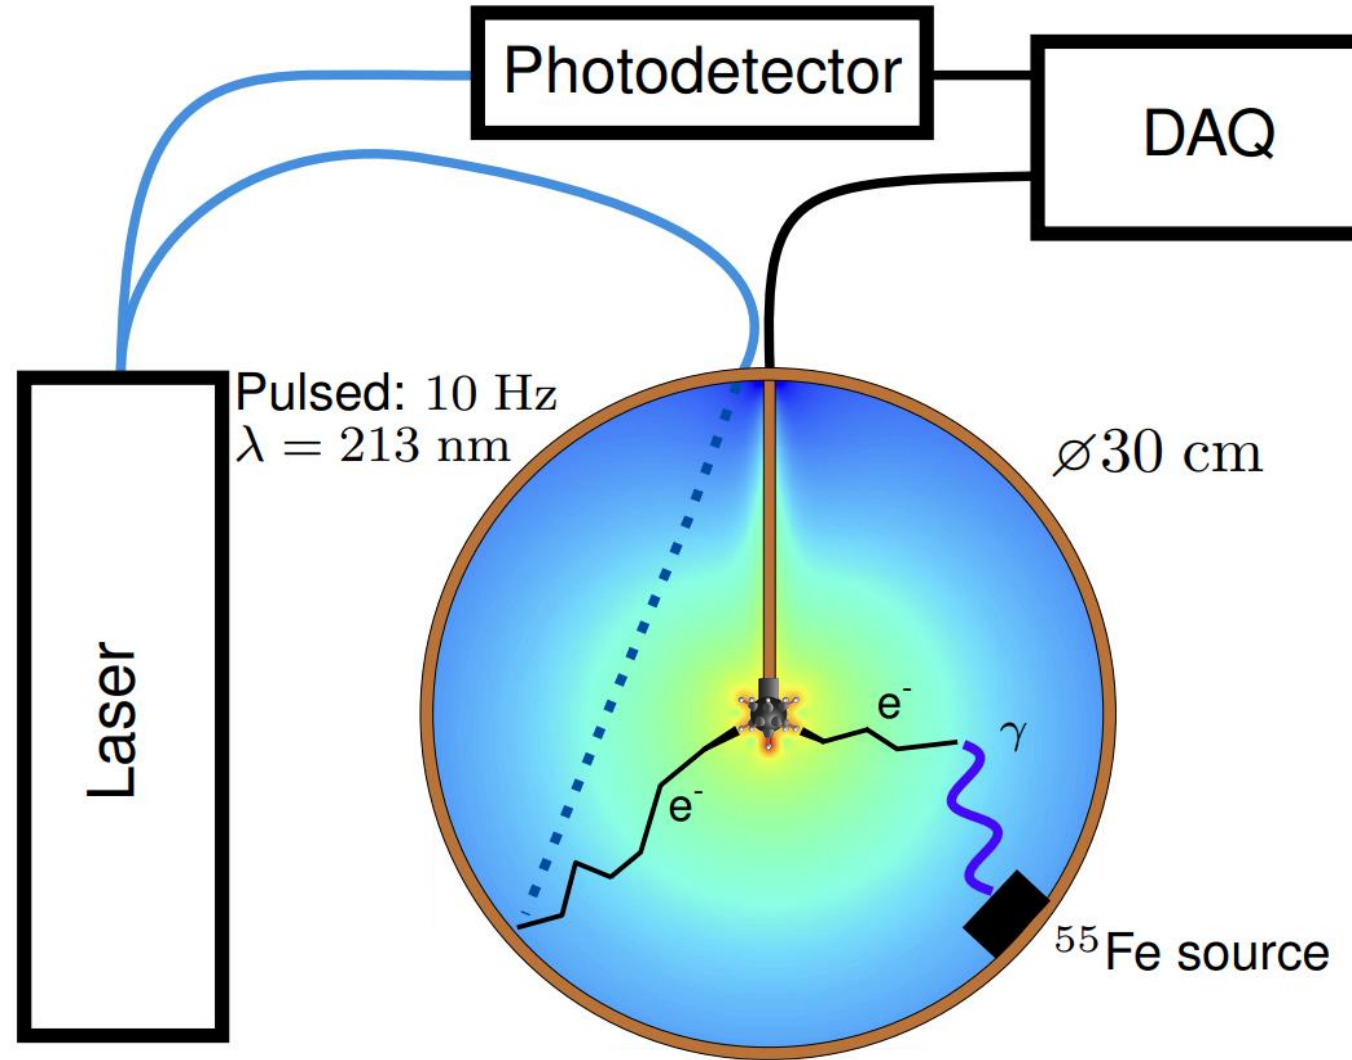 Photodetector
DAQ
Pulsed: 10 Hz
λ = 213 nm
⌀30 cm
Laser
e⁻
γ
e⁻
⁵⁵Fe source